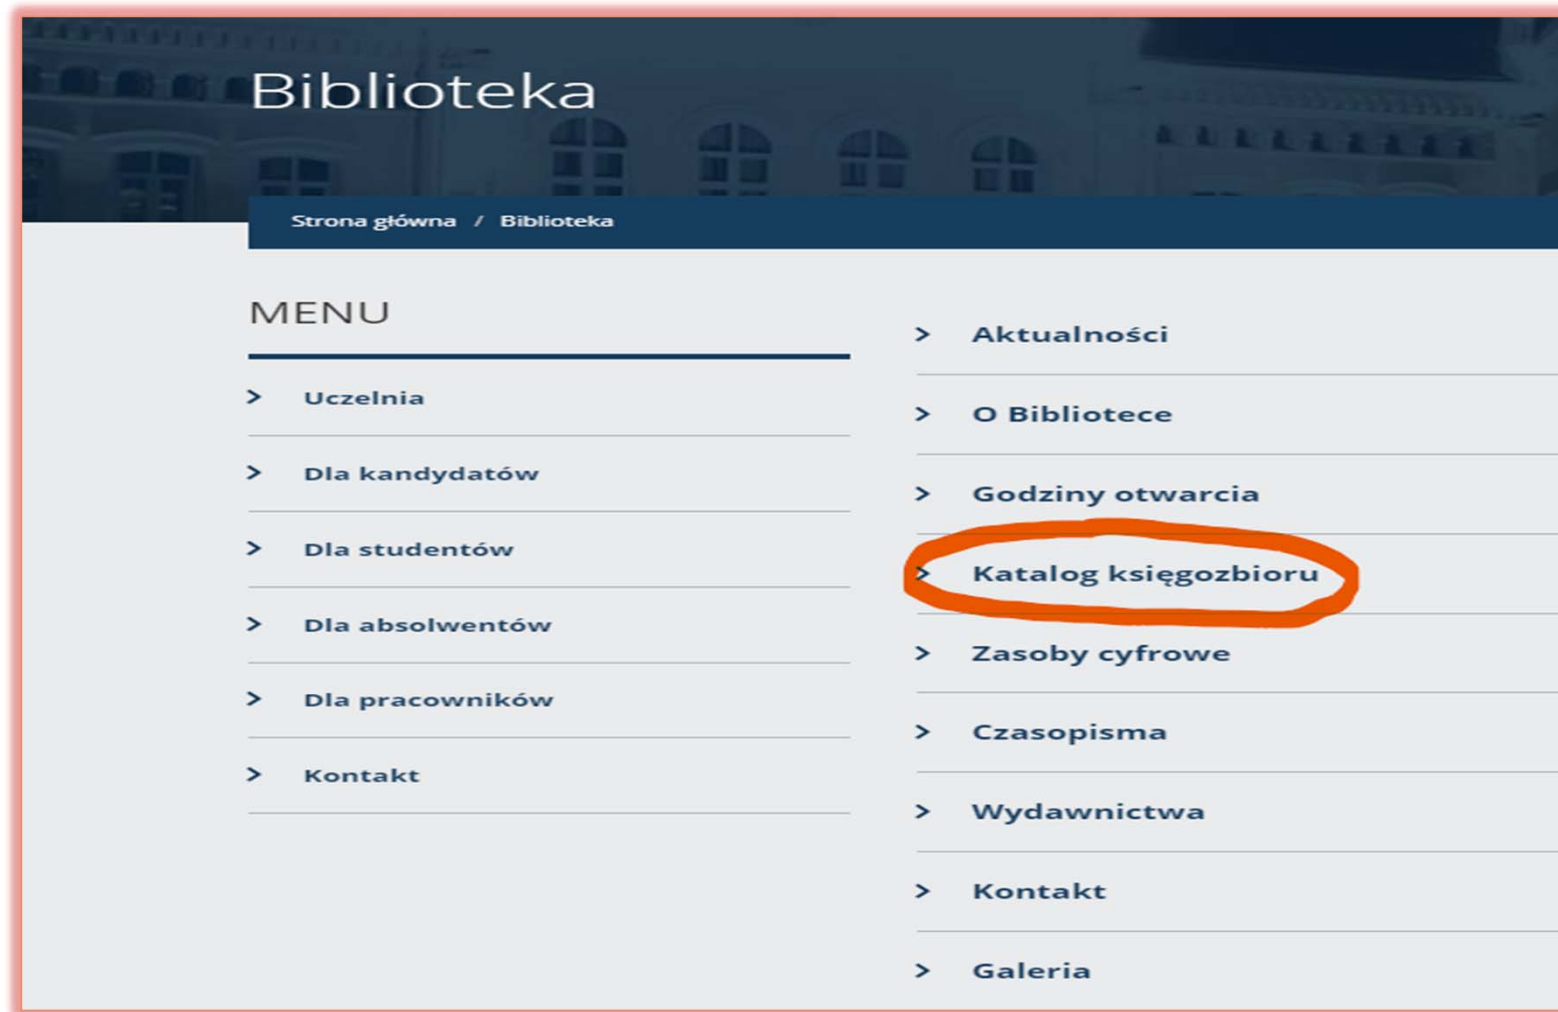 Biblioteka
Strona główna / Biblioteka
MENU
> Uczelnia
> Dla kandydatów
> Dla studentów
> Dla absolwentów
> Dla pracowników
> Kontakt
> Aktualności
> O Bibliotece
> Godziny otwarcia
> Katalog księgozbioru
> Zasoby cyfrowe
> Czasopisma
> Wydawnictwa
> Kontakt
> Galeria